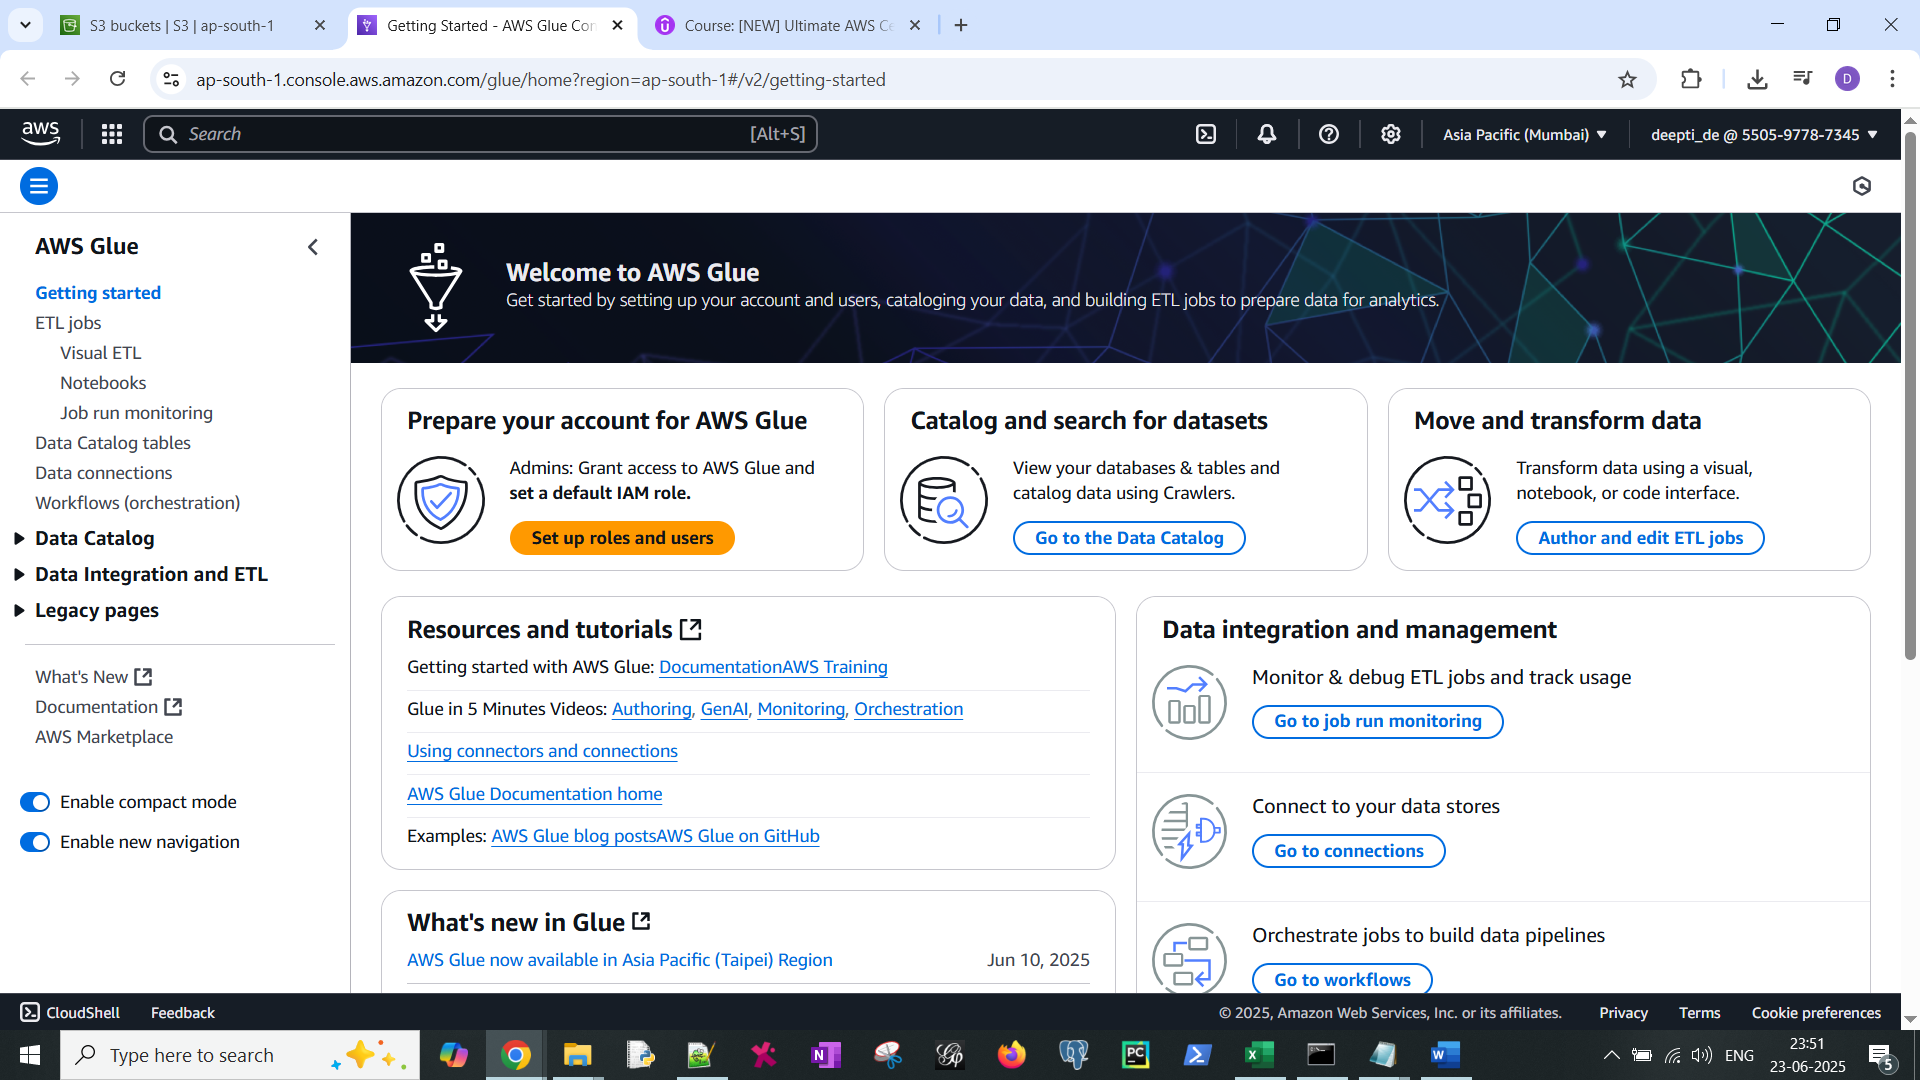 S3 buckets | S3 | ap-south-1
Getting Started - AWS Glue Con
Course: [NEW] Ultimate AWS Ce
ap-south-1.console.aws.amazon.com/glue/home?region=ap-south-1#/v2/getting-started
D
aws
Search
[Alt+S]
Asia Pacific (Mumbai)
deepti_de @ 5505-9778-7345
AWS Glue
Getting started
ETL jobs
Visual ETL
Notebooks
Job run monitoring
Data Catalog tables
Data connections
Workflows (orchestration)
Data Catalog
Data Integration and ETL
Legacy pages
What's New
Documentation
AWS Marketplace
Enable compact mode
Enable new navigation
Welcome to AWS Glue
Get started by setting up your account and users, cataloging your data, and building ETL jobs to prepare data for analytics.
Prepare your account for AWS Glue
Admins: Grant access to AWS Glue and
set a default IAM role.
Set up roles and users
Catalog and search for datasets
View your databases & tables and
catalog data using Crawlers.
Go to the Data Catalog
Move and transform data
Transform data using a visual,
notebook, or code interface.
Author and edit ETL jobs
Resources and tutorials
Getting started with AWS Glue: DocumentationAWS Training
Glue in 5 Minutes Videos: Authoring, GenAI, Monitoring, Orchestration
Using connectors and connections
AWS Glue Documentation home
Examples: AWS Glue blog postsAWS Glue on GitHub
What's new in Glue
AWS Glue now available in Asia Pacific (Taipei) Region
Jun 10, 2025
Data integration and management
Monitor & debug ETL jobs and track usage
Go to job run monitoring
Connect to your data stores
Go to connections
Orchestrate jobs to build data pipelines
Go to workflows
CloudShell
Feedback
© 2025, Amazon Web Services, Inc. or its affiliates.
Privacy
Terms
Cookie preferences
Type here to search
ENG
23:51
23-06-2025
5